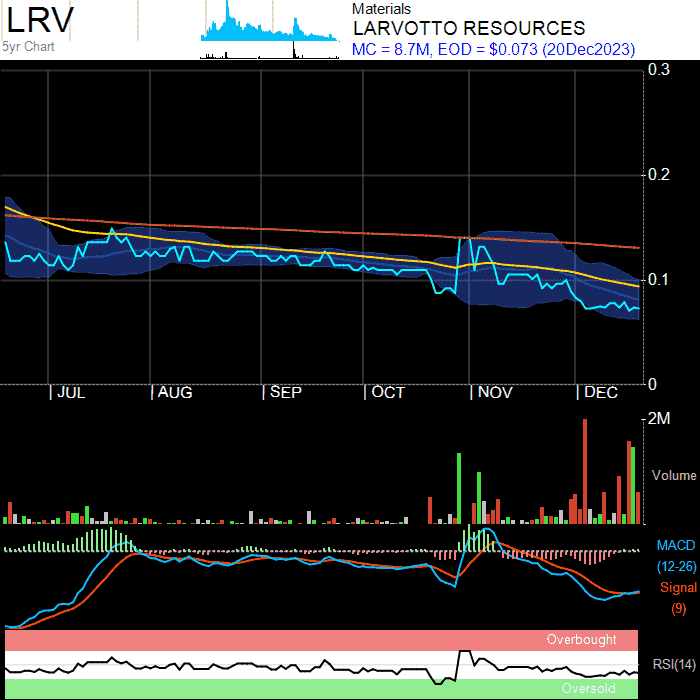 LRV
5yr Chart
Materials
LARVOTTO RESOURCES
MC = 8.7M, EOD = $0.073 (20Dec2023)
0.3
0.2
0.1
0
JUL AUG SEP OCT NOV DEC
2M
Volume
MACD
(12-26)
Signal
(9)
Overbought
RSI(14)
Oversold